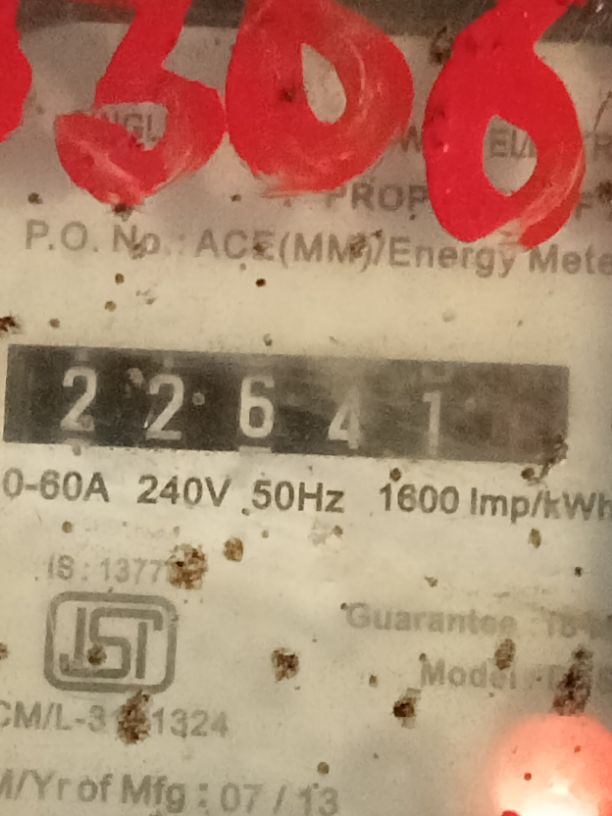 306
P.O. No.: ACE(MM)/Energy Mete
22641
0-60A 240V 50Hz 1600 Imp/kWh
IS : 1377
ISI
CM/L-3 1324
Guarantee
Model
M/Yr of Mfg : 07 / 13